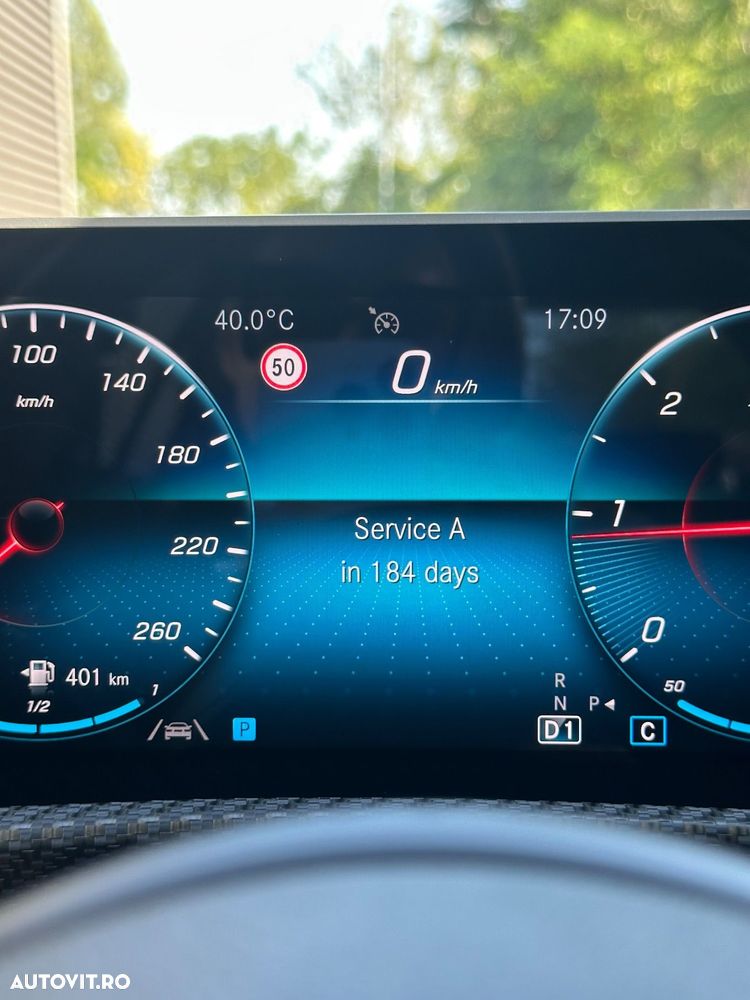 40.0°C
17:09
50
0 km/h
100
140
km/h
180
220
260
Service A
in 184 days
2
1
0
401 km
1/2
1
50
R
N P
D1
C
P
AUTOVIT.RO